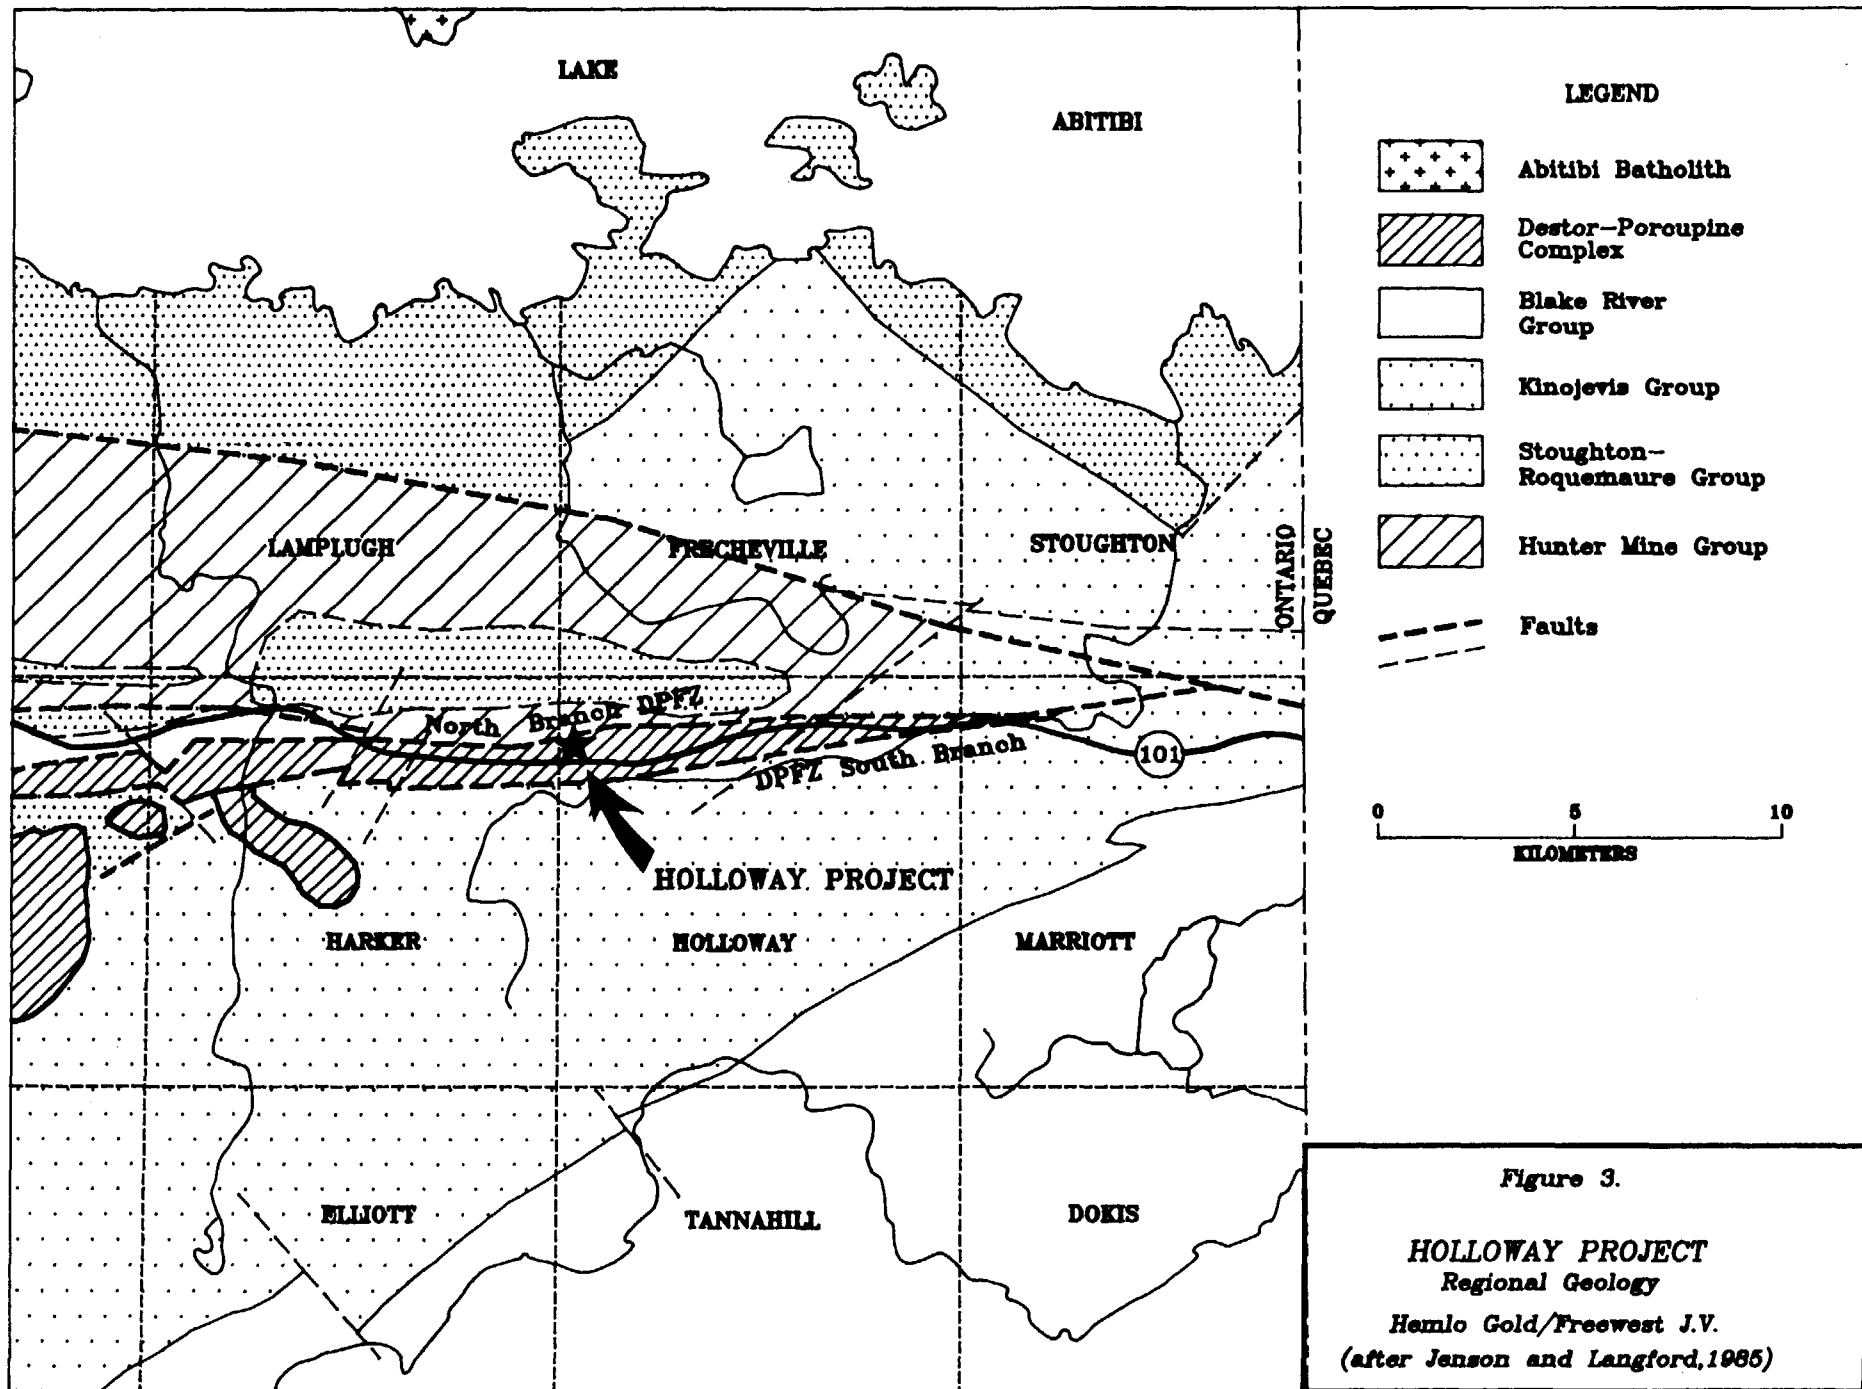 LAKE
ABITIBI
LAMPLUGH
FRECHEVILLE
STOUGHTON
ONTARIO
QUEBEC
North Branch DPFZ
DPFZ South Branch
101
HOLLOWAY PROJECT
HARKER
HOLLOWAY
MARRIOTT
ELLIOTT
TANNAHILL
DOKIS
LEGEND
Abitibi Batholith
Destor-Poroupine
Complex
Blake River
Group
Kinojevis Group
Stoughton-
Roquemaure Group
Hunter Mine Group
Faults
0 5 10
KILOMETERS
Figure 3.
HOLLOWAY PROJECT
Regional Geology
Hemlo Gold/Freewest J.V.
(after Jenson and Langford,1985)